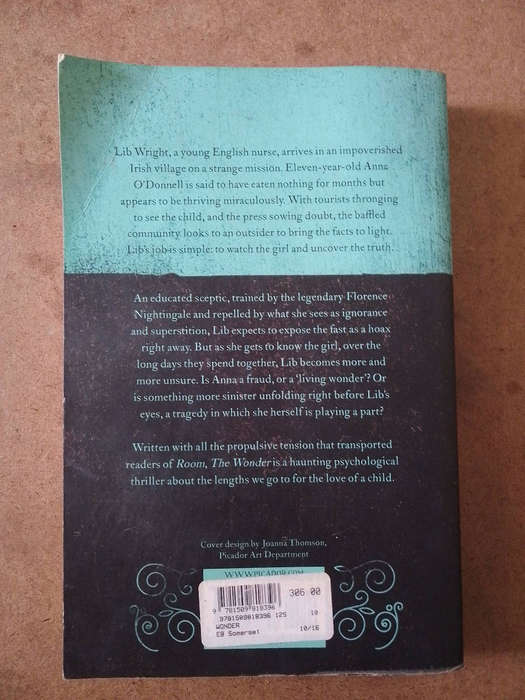 Lib Wright, a young English nurse, arrives in an impoverished
Irish village on a strange mission. Eleven-year-old Anna
O'Donnell is said to have eaten nothing for months but
appears to be thriving miraculously. With tourists thronging
to see the child, and the press sowing doubt, the baffled
community looks to an outsider to bring the facts to light.
Lib's job is simple: to watch the girl and uncover the truth.
An educated sceptic, trained by the legendary Florence
Nightingale and repelled by what she sees as ignorance
and superstition, Lib expects to expose the fast as a hoax
right away. But as she gets to know the girl, over the
long days they spend together, Lib becomes more and
more unsure. Is Anna a fraud, or a 'living wonder'? Or
is something more sinister unfolding right before Lib's
eyes, a tragedy in which she herself is playing a part?
Written with all the propulsive tension that transported
readers of Room, The Wonder is a haunting psychological
thriller about the lengths we go to for the love of a child.
Cover design by Joanna Thomson,
Picador Art Department
WWW.PICADOR.COM
306.00
9 781509 818396
9781509818396 125 10
WONDER
EB Somerset 10/16